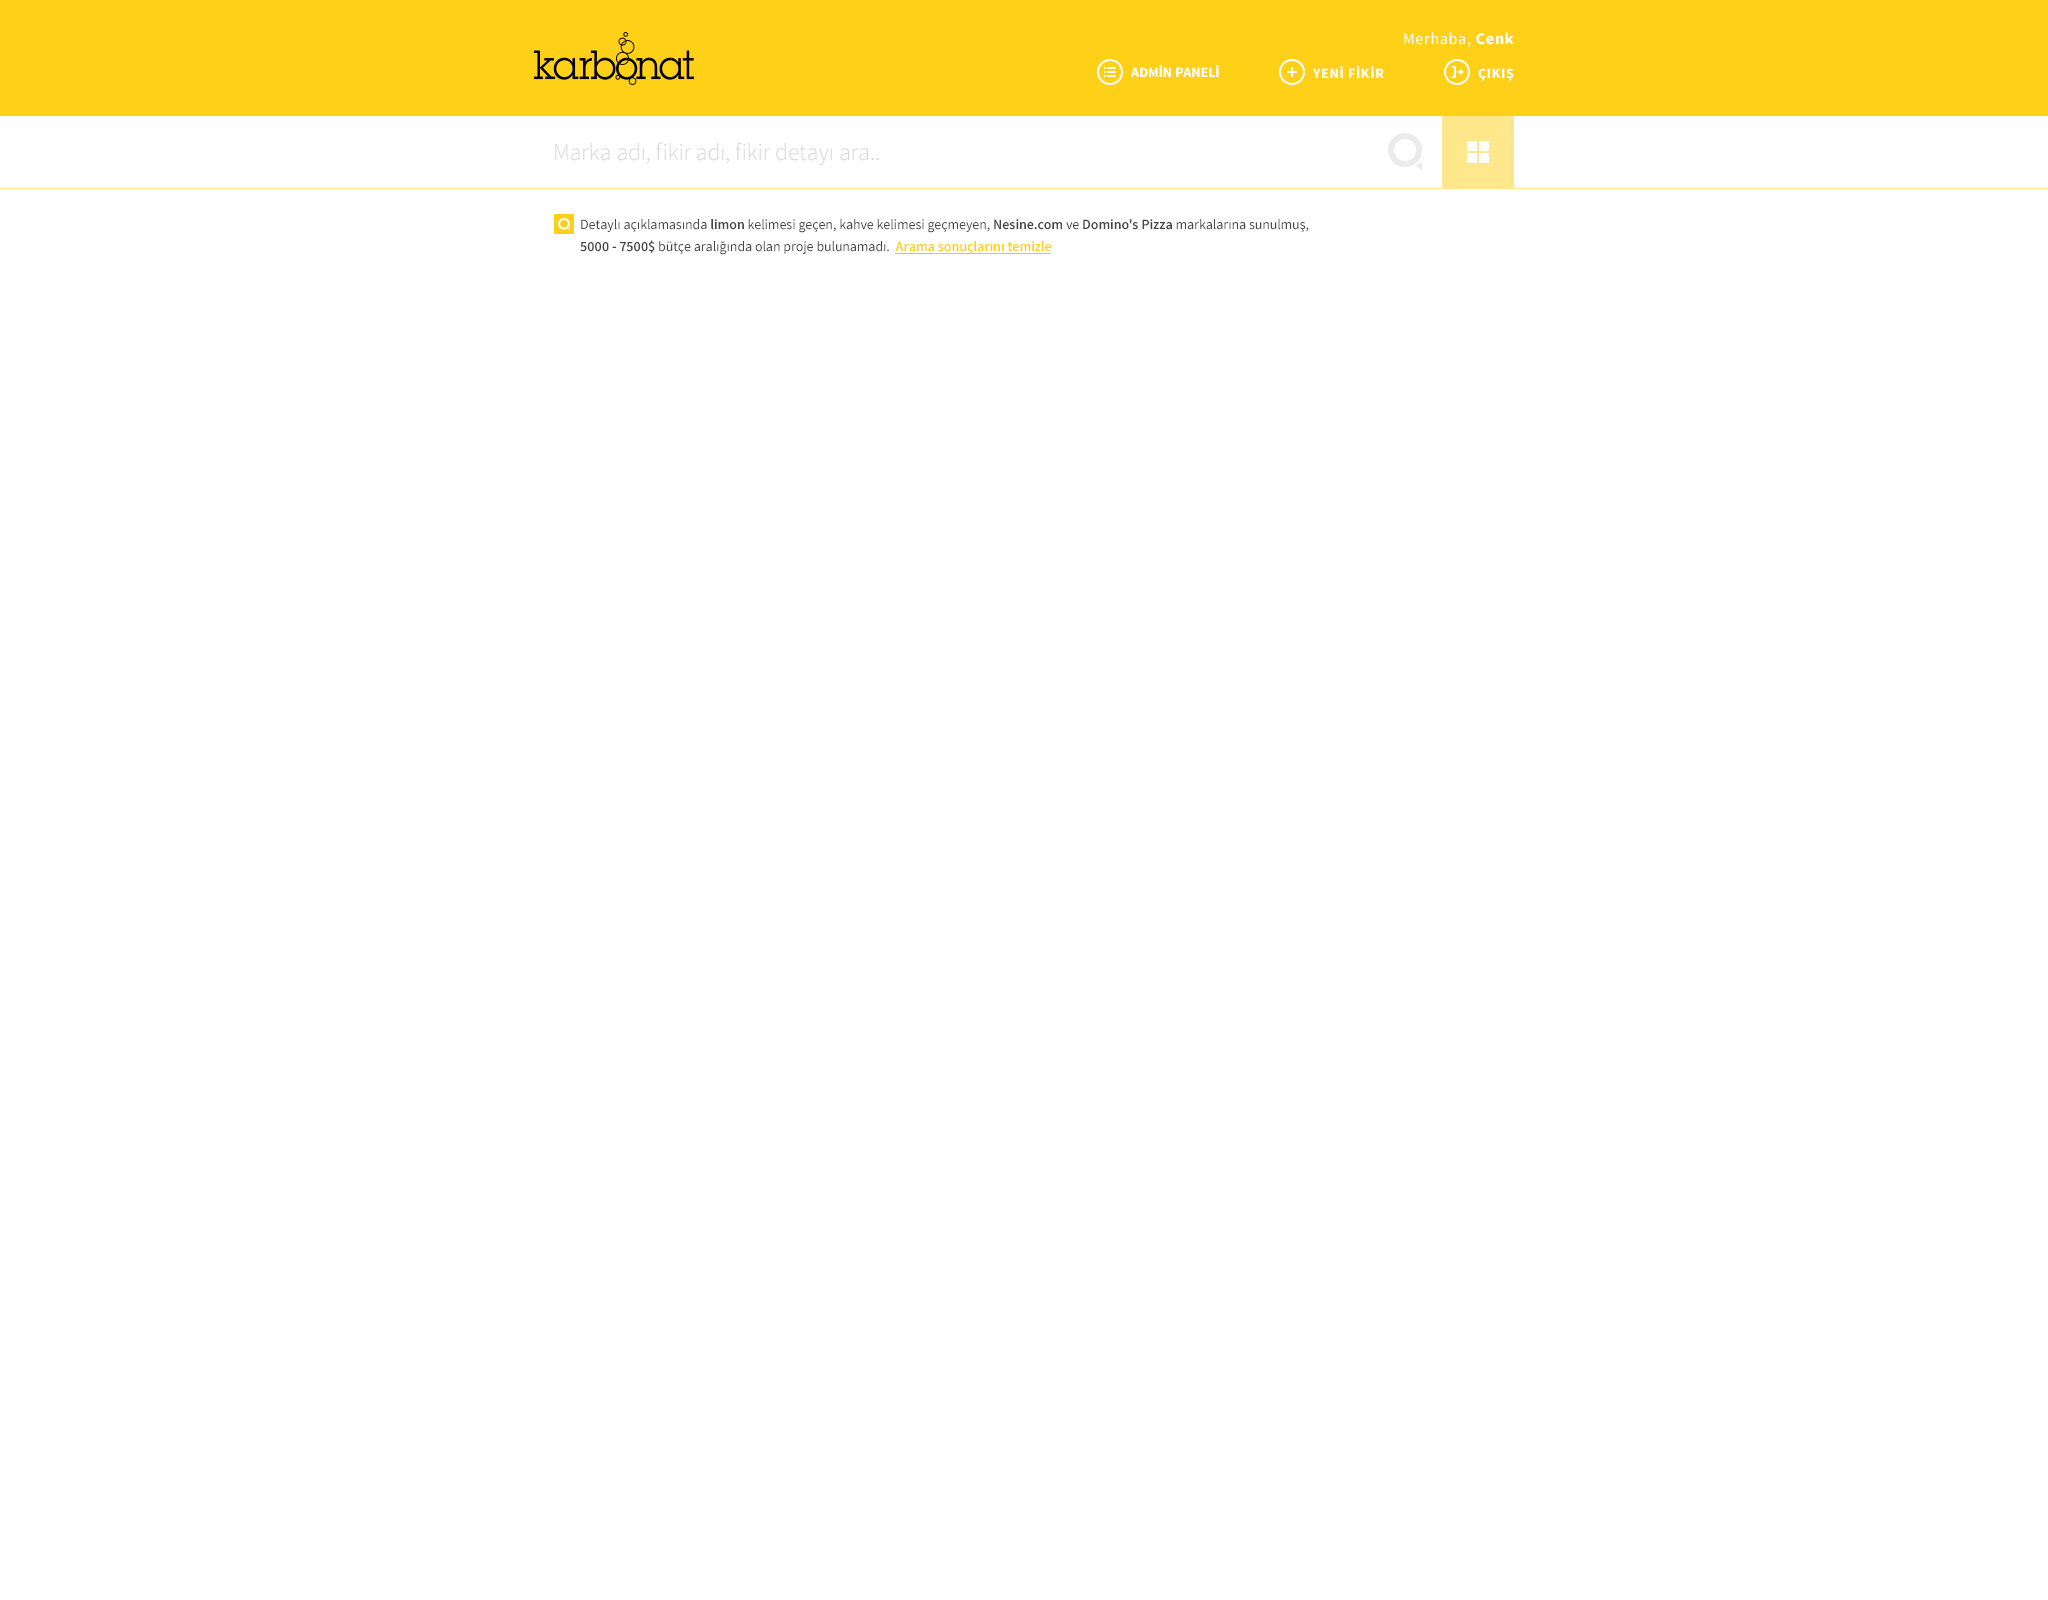 karbonat
Merhaba, Cenk
ADMİN PANELİ
YENİ FİKİR
ÇIKIŞ
Marka adı, fikir adı, fikir detayı ara..
Detaylı açıklamasında limon kelimesi geçen, kahve kelimesi geçmeyen, Nesine.com ve Domino's Pizza markalarına sunulmuş,
5000 - 7500$ bütçe aralığında olan proje bulunamadı. Arama sonuçlarını temizle